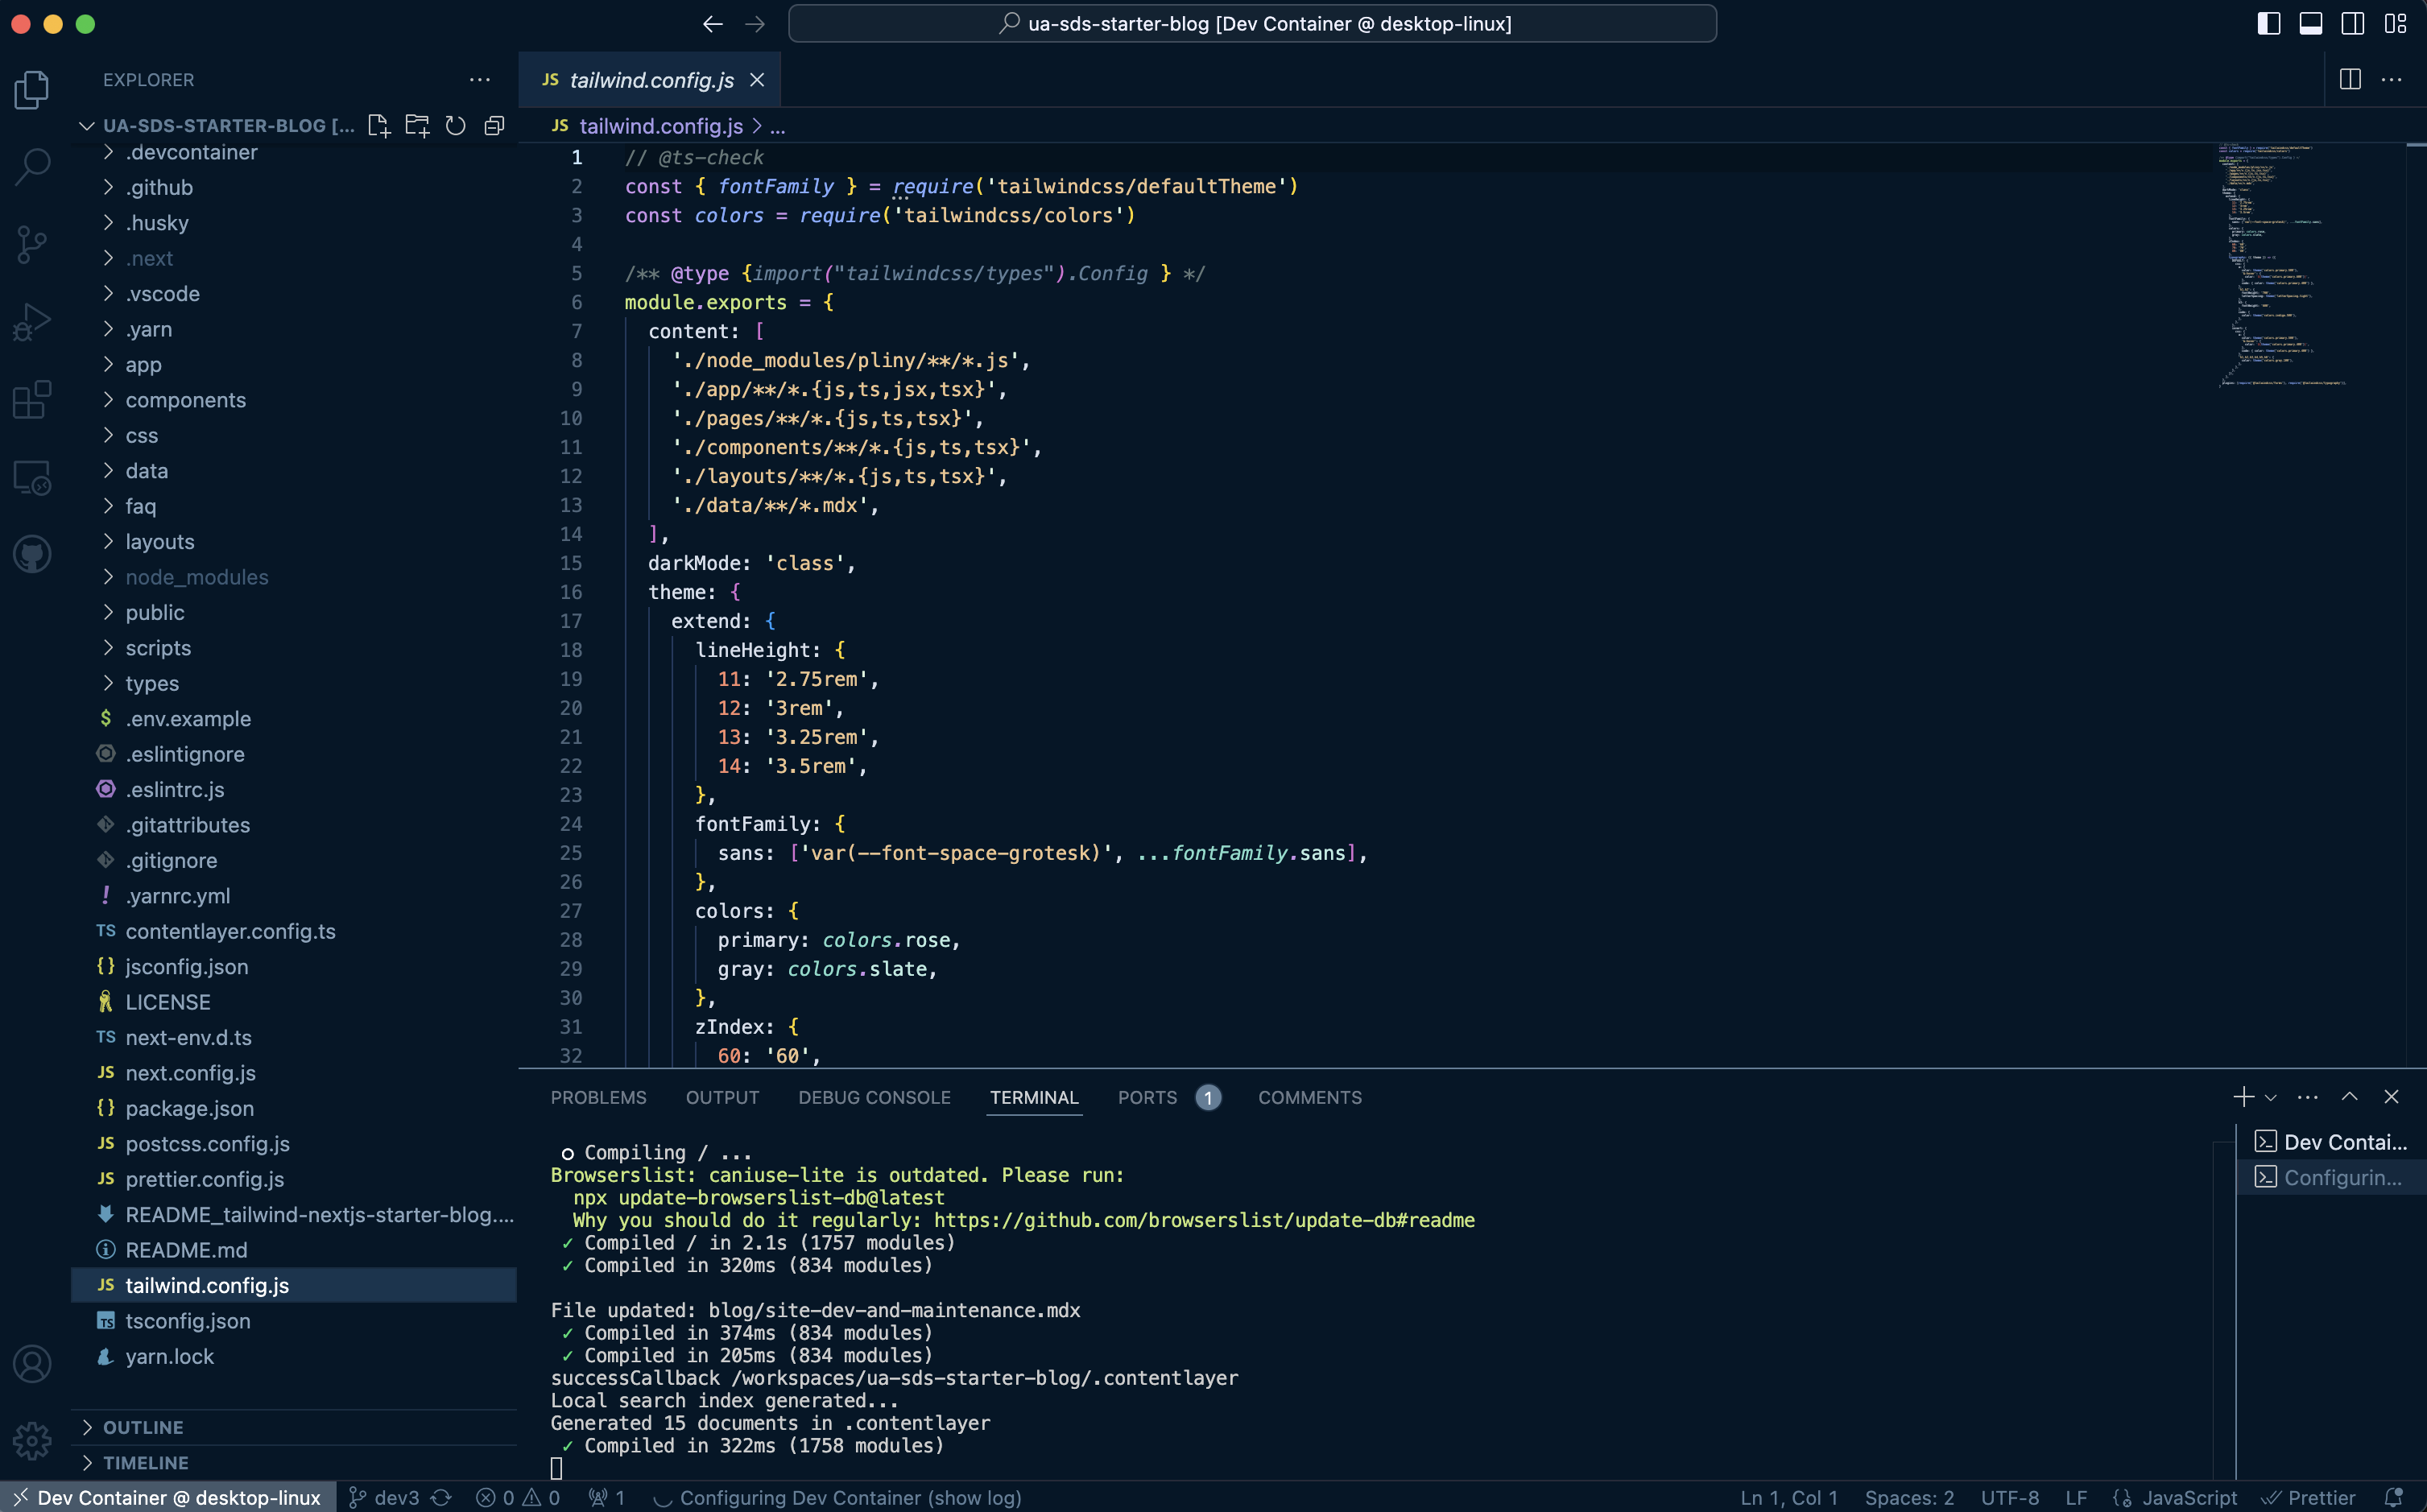 ua-sds-starter-blog [Dev Container @ desktop-linux]
EXPLORER
JS tailwind.config.js
UA-SDS-STARTER-BLOG [...
JS tailwind.config.js > ...
.devcontainer
.github
.husky
.next
.vscode
.yarn
app
components
css
data
faq
layouts
node_modules
public
scripts
types
$ .env.example
.eslintignore
.eslintrc.js
.gitattributes
.gitignore
! .yarnrc.yml
TS contentlayer.config.ts
{} jsconfig.json
LICENSE
TS next-env.d.ts
JS next.config.js
{} package.json
JS postcss.config.js
JS prettier.config.js
README_tailwind-nextjs-starter-blog....
README.md
JS tailwind.config.js
TS tsconfig.json
yarn.lock
OUTLINE
TIMELINE
1 // @ts-check
2 const { fontFamily } = require('tailwindcss/defaultTheme')
3 const colors = require('tailwindcss/colors')
4
5 /** @type {import("tailwindcss/types").Config } */
6 module.exports = {
7   content: [
8     './node_modules/pliny/**/*.js',
9     './app/**/*.{js,ts,jsx,tsx}',
10     './pages/**/*.{js,ts,tsx}',
11     './components/**/*.{js,ts,tsx}',
12     './layouts/**/*.{js,ts,tsx}',
13     './data/**/*.mdx',
14   ],
15   darkMode: 'class',
16   theme: {
17     extend: {
18       lineHeight: {
19         11: '2.75rem',
20         12: '3rem',
21         13: '3.25rem',
22         14: '3.5rem',
23       },
24       fontFamily: {
25         sans: ['var(--font-space-grotesk)', ...fontFamily.sans],
26       },
27       colors: {
28         primary: colors.rose,
29         gray: colors.slate,
30       },
31       zIndex: {
32         60: '60',
PROBLEMS OUTPUT DEBUG CONSOLE TERMINAL PORTS 1 COMMENTS
○ Compiling / ...
Browserslist: caniuse-lite is outdated. Please run:
  npx update-browserslist-db@latest
  Why you should do it regularly: https://github.com/browserslist/update-db#readme
✓ Compiled / in 2.1s (1757 modules)
✓ Compiled in 320ms (834 modules)
File updated: blog/site-dev-and-maintenance.mdx
✓ Compiled in 374ms (834 modules)
✓ Compiled in 205ms (834 modules)
successCallback /workspaces/ua-sds-starter-blog/.contentlayer
Local search index generated...
Generated 15 documents in .contentlayer
✓ Compiled in 322ms (1758 modules)
Dev Contai...
Configurin...
Dev Container @ desktop-linux dev3 0 0 1 Configuring Dev Container (show log) Ln 1, Col 1 Spaces: 2 UTF-8 LF JavaScript Prettier